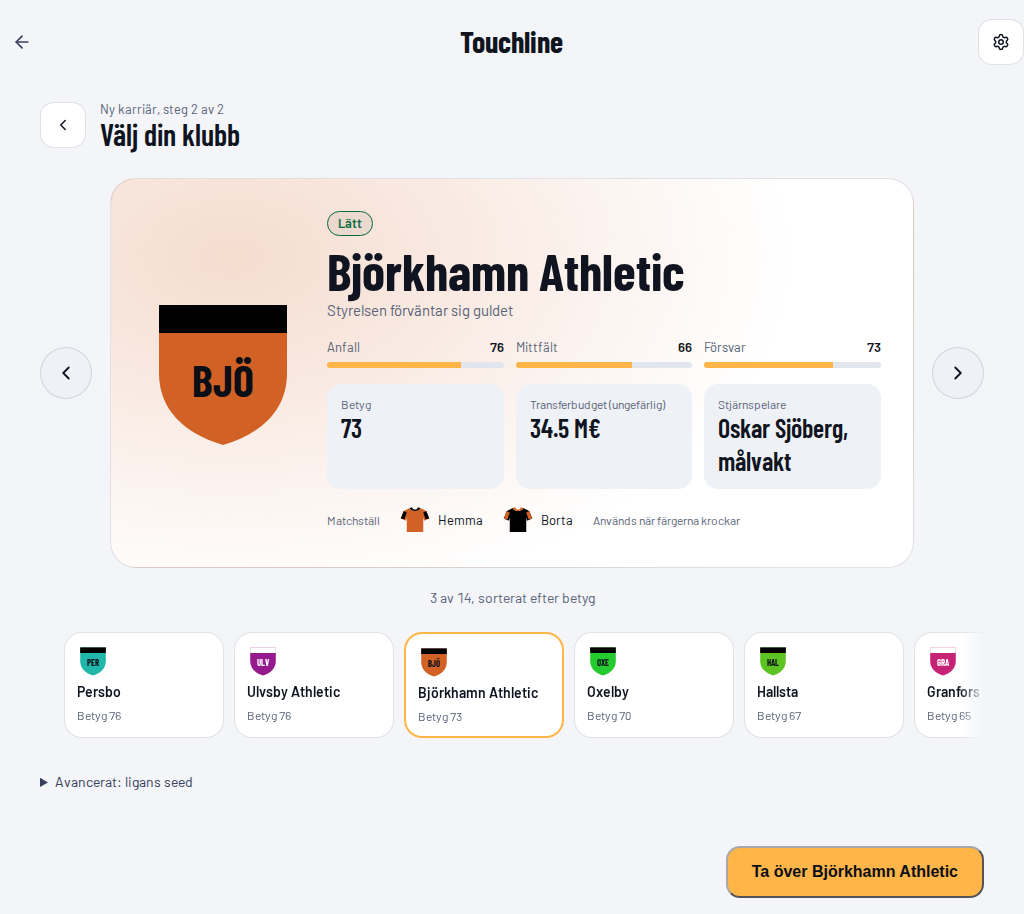 Touchline
Ny karriär, steg 2 av 2
Välj din klubb
Lätt
Björkhamn Athletic
Styrelsen förväntar sig guldet
BJÖ
Anfall 76 Mittfält 66 Försvar 73
Betyg
73
Transferbudget (ungefärlig)
34.5 M€
Stjärnspelare
Oskar Sjöberg,
målvakt
Matchställ Hemma Borta Används när färgerna krockar
3 av 14, sorterat efter betyg
PER
Persbo
Betyg 76
ULV
Ulvsby Athletic
Betyg 76
BJÖ
Björkhamn Athletic
Betyg 73
OXE
Oxelby
Betyg 70
HAL
Hallsta
Betyg 67
GRA
Granfors
Betyg 65
Avancerat: ligans seed
Ta över Björkhamn Athletic